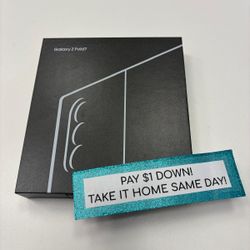 Galaxy Z Fold7
PAY $1 DOWN!
TAKE IT HOME SAME DAY!